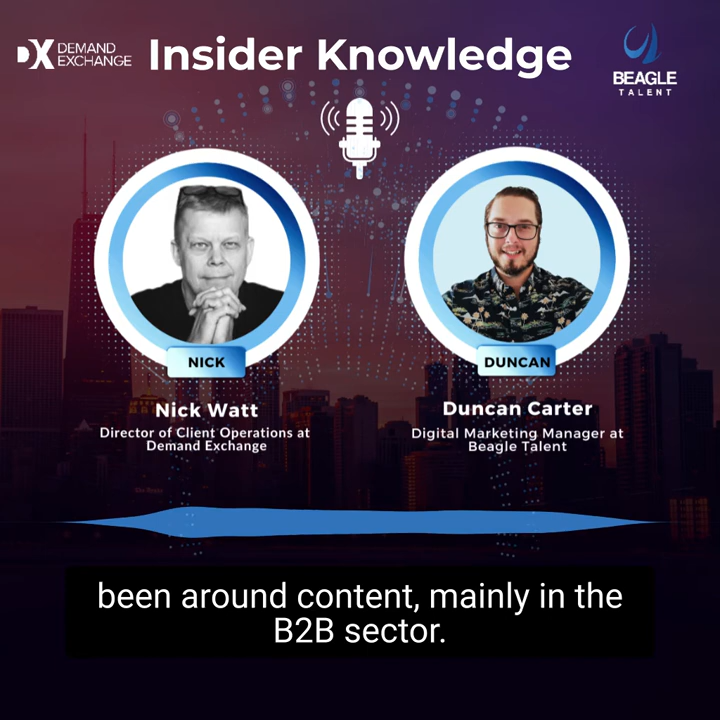 DX DEMAND
EXCHANGE
Insider Knowledge
BEAGLE
TALENT
NICK
DUNCAN
Nick Watt
Director of Client Operations at
Demand Exchange
Duncan Carter
Digital Marketing Manager at
Beagle Talent
been around content, mainly in the
B2B sector.